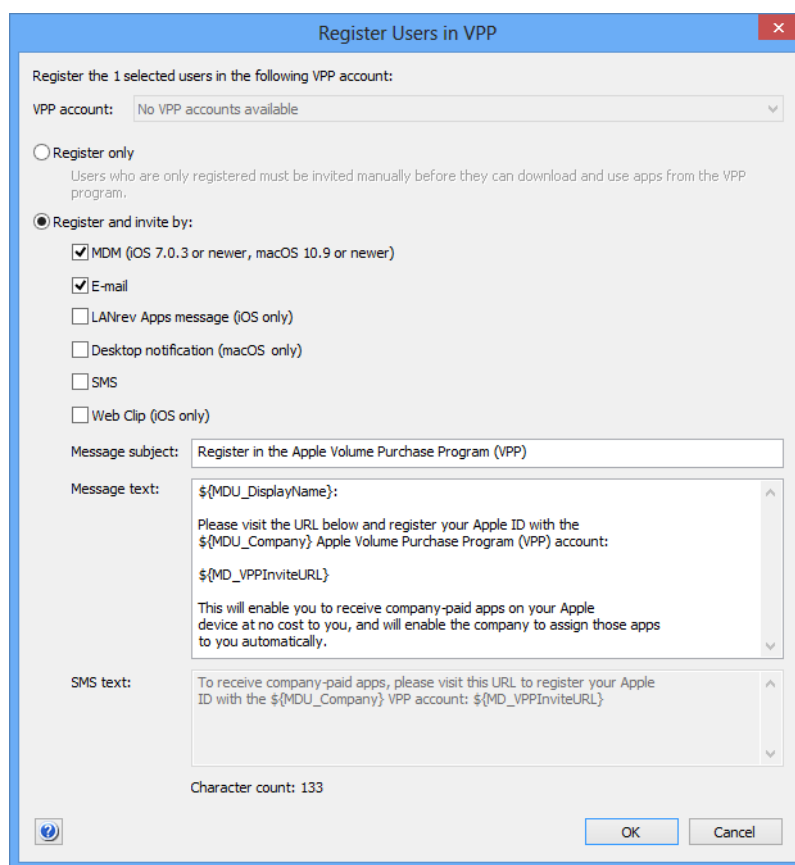 Register Users in VPP
Register the 1 selected users in the following VPP account:
VPP account: No VPP accounts available
Register only
Users who are only registered must be invited manually before they can download and use apps from the VPP
program.
Register and invite by:
MDM (iOS 7.0.3 or newer, macOS 10.9 or newer)
E-mail
LANrev Apps message (iOS only)
Desktop notification (macOS only)
SMS
Web Clip (iOS only)
Message subject: Register in the Apple Volume Purchase Program (VPP)
Message text: ${MDU_DisplayName}:
Please visit the URL below and register your Apple ID with the
${MDU_Company} Apple Volume Purchase Program (VPP) account:
${MD_VPPInviteURL}
This will enable you to receive company-paid apps on your Apple
device at no cost to you, and will enable the company to assign those apps
to you automatically.
SMS text: To receive company-paid apps, please visit this URL to register your Apple
ID with the ${MDU_Company} VPP account: ${MD_VPPInviteURL}
Character count: 133
OK Cancel